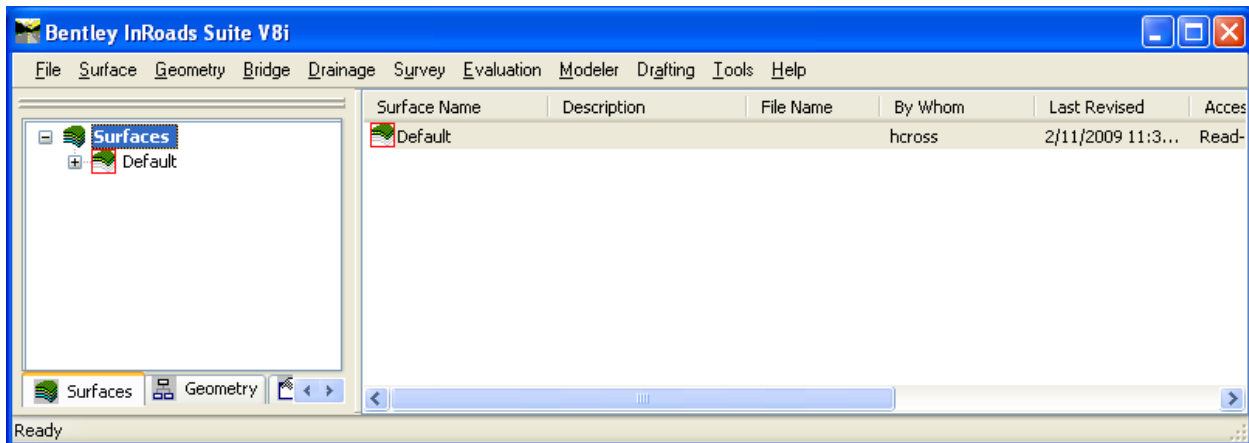 Bentley InRoads Suite V8i
File Surface Geometry Bridge Drainage Survey Evaluation Modeler Drafting Tools Help
Surface Name Description File Name By Whom Last Revised Acces
Surfaces
Default
Default hcross 2/11/2009 11:3... Read-
Surfaces Geometry
Ready